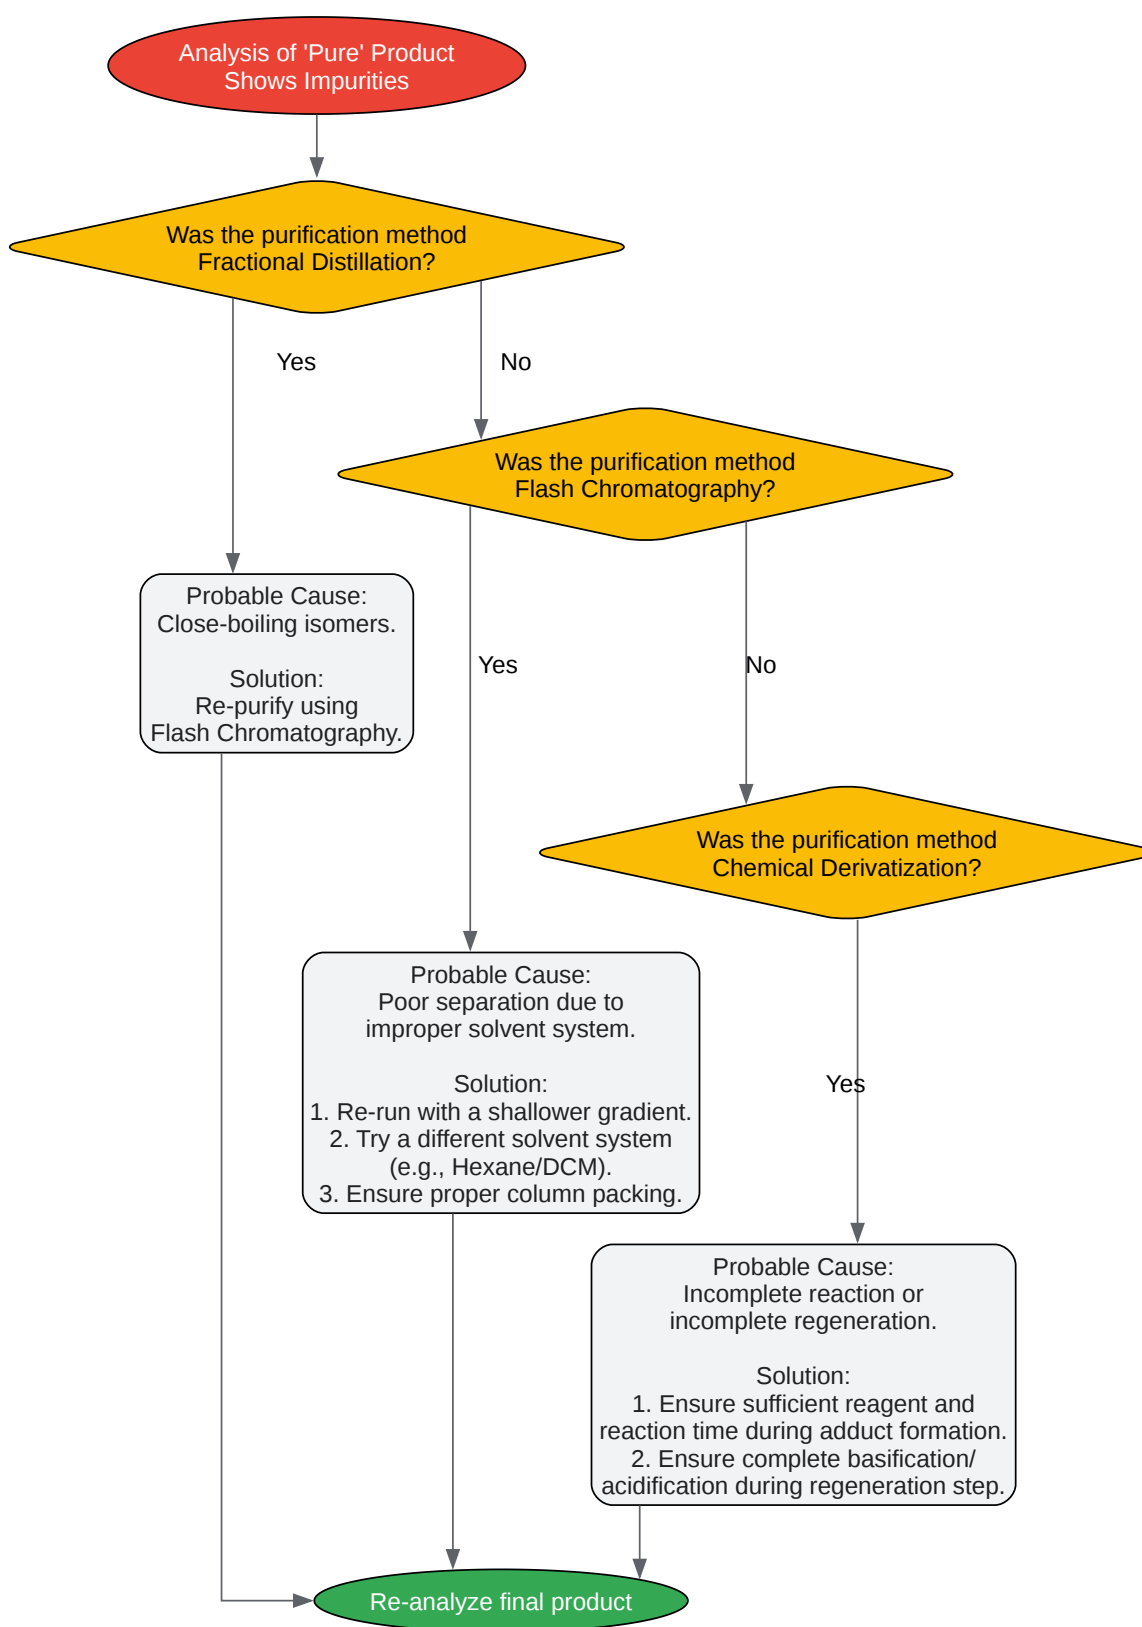 Analysis of 'Pure' Product
Shows Impurities
Was the purification method
Fractional Distillation?
Yes
No
Was the purification method
Flash Chromatography?
Probable Cause:
Close-boiling isomers.
Solution:
Re-purify using
Flash Chromatography.
Yes
No
Was the purification method
Chemical Derivatization?
Probable Cause:
Poor separation due to
improper solvent system.
Solution:
1. Re-run with a shallower gradient.
2. Try a different solvent system
(e.g., Hexane/DCM).
3. Ensure proper column packing.
Yes
Probable Cause:
Incomplete reaction or
incomplete regeneration.
Solution:
1. Ensure sufficient reagent and
reaction time during adduct formation.
2. Ensure complete basification/
acidification during regeneration step.
Re-analyze final product